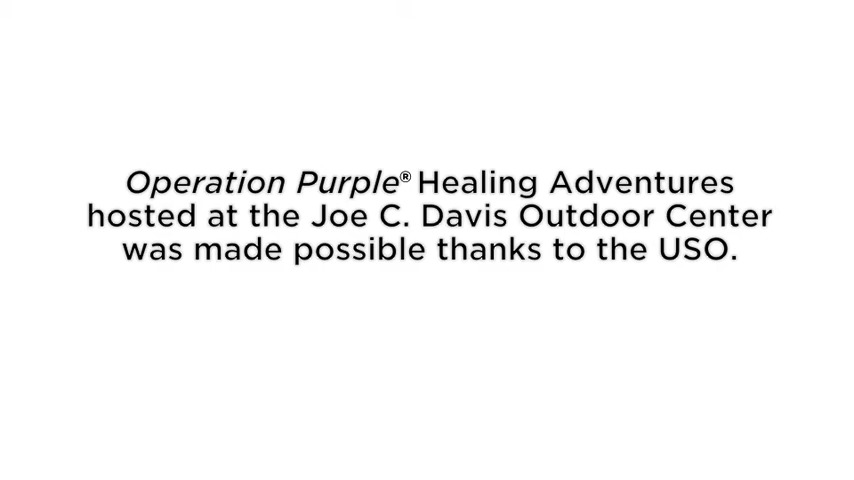 Operation Purple® Healing Adventures
hosted at the Joe C. Davis Outdoor Center
was made possible thanks to the USO.